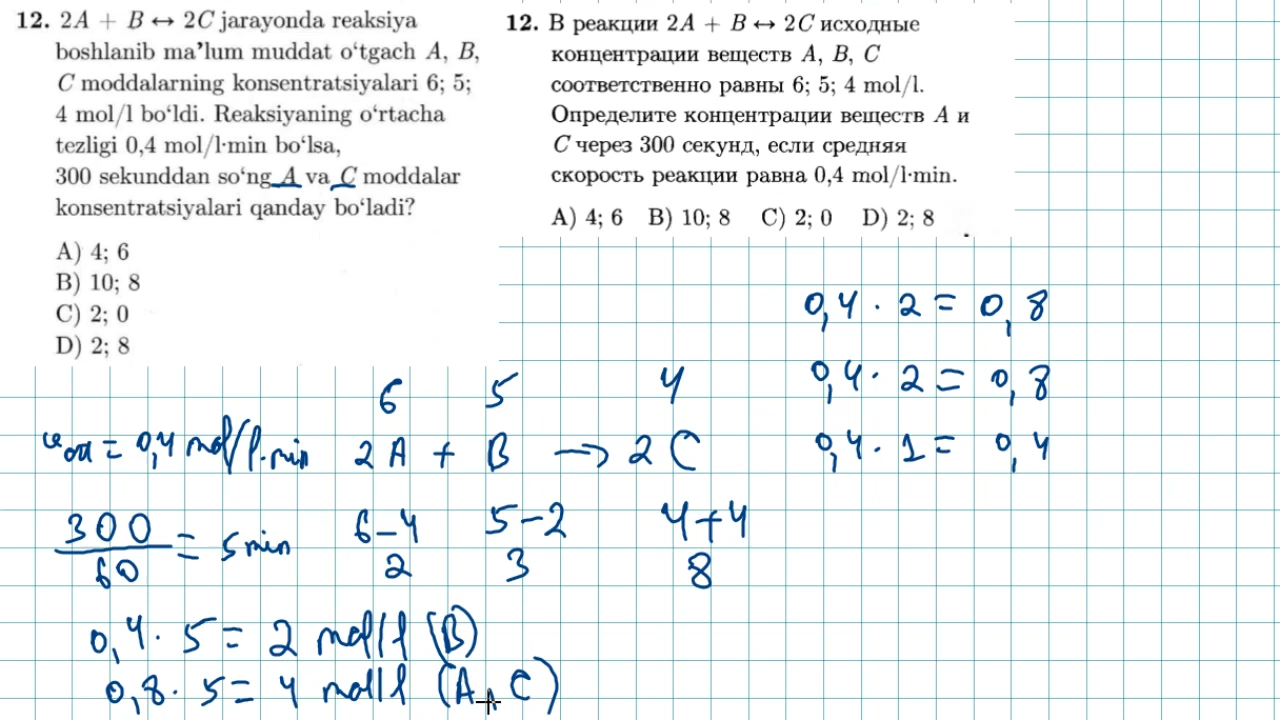 12. 2A + B ↔ 2C jarayonda reaksiya
boshlanib ma’lum muddat o‘tgach A, B,
C moddalarning konsentratsiyalari 6; 5;
4 mol/l bo‘ldi. Reaksiyaning o‘rtacha
tezligi 0,4 mol/l·min bo‘lsa,
300 sekunddan so‘ng A va C moddalar
konsentratsiyalari qanday bo‘ladi?
A) 4; 6
B) 10; 8
C) 2; 0
D) 2; 8
12. В реакции 2A + B ↔ 2C исходные
концентрации веществ A, B, C
соответственно равны 6; 5; 4 mol/l.
Определите концентрации веществ A и
C через 300 секунд, если средняя
скорость реакции равна 0,4 mol/l·min.
A) 4; 6 B) 10; 8 C) 2; 0 D) 2; 8
0,4 · 2 = 0,8
0,4 · 2 = 0,8
0,4 · 1 = 0,4
6 5 4
= 0,4 mol/l·min 2A + B → 2C
300/60 = 5 min 6-4 5-2 4+4
2 3 8
0,4 · 5 = 2 mol/l (B)
0,8 · 5 = 4 mol/l (A, C)